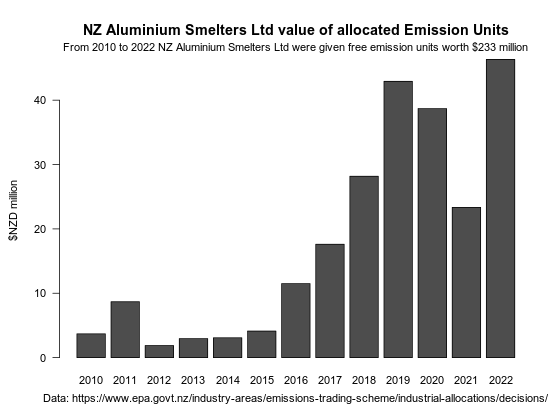 NZ Aluminium Smelters Ltd value of allocated Emission Units
From 2010 to 2022 NZ Aluminium Smelters Ltd were given free emission units worth $233 million
40
30
20
10
0
$NZD million
2010 2011 2012 2013 2014 2015 2016 2017 2018 2019 2020 2021 2022
Data: https://www.epa.govt.nz/industry-areas/emissions-trading-scheme/industrial-allocations/decisions/